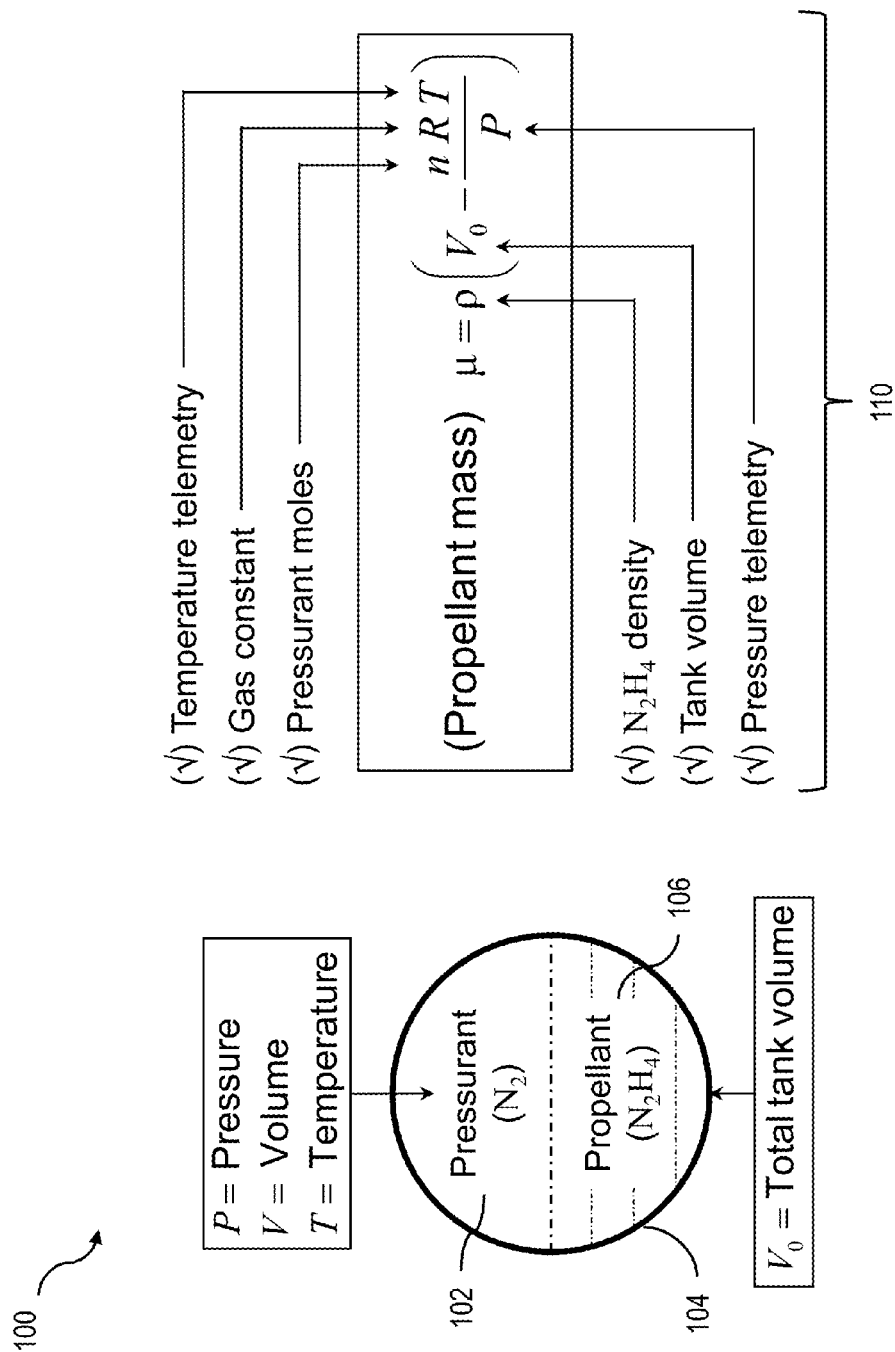 100
P = Pressure
V = Volume
T = Temperature
Pressurant
(N₂)
102
Propellant
(N₂H₄)
106
104
V₀ = Total tank volume
(√) Temperature telemetry
(√) Gas constant
(√) Pressurant moles
(Propellant mass) μ = ρ ( V₀ − n R T / P )
(√) N₂H₄ density
(√) Tank volume
(√) Pressure telemetry
110